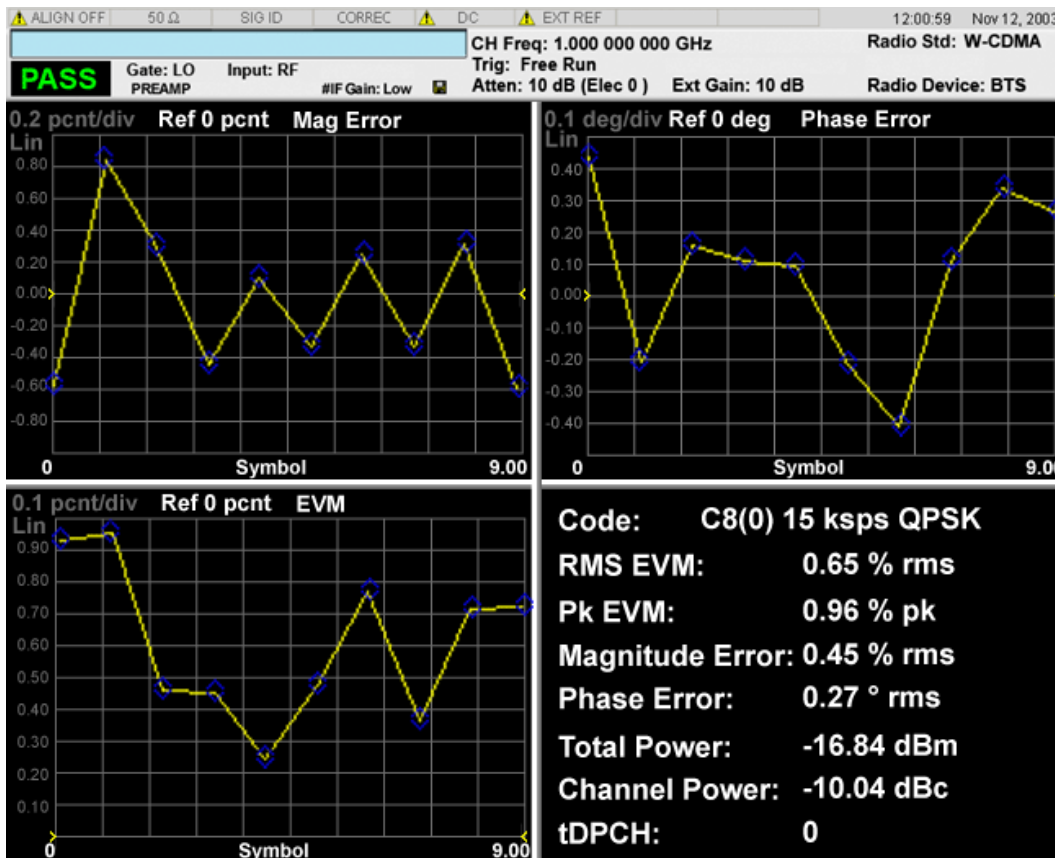 ALIGN OFF 50 Ω SIG ID CORREC DC EXT REF 12:00:59 Nov 12, 2003
CH Freq: 1.000 000 000 GHz Radio Std: W-CDMA
Trig: Free Run
PASS Gate: LO Input: RF
PREAMP #IF Gain: Low Atten: 10 dB (Elec 0 ) Ext Gain: 10 dB Radio Device: BTS
0.2 pcnt/div Ref 0 pcnt Mag Error
Lin
0.80
0.60
0.40
0.20
0.00
-0.20
-0.40
-0.60
-0.80
0 Symbol 9.00
0.1 deg/div Ref 0 deg Phase Error
Lin
0.40
0.30
0.20
0.10
0.00
-0.10
-0.20
-0.30
-0.40
0 Symbol 9.0
0.1 pcnt/div Ref 0 pcnt EVM
Lin
0.90
0.80
0.70
0.60
0.50
0.40
0.30
0.20
0.10
0 Symbol 9.00
Code: C8(0) 15 ksps QPSK
RMS EVM: 0.65 % rms
Pk EVM: 0.96 % pk
Magnitude Error: 0.45 % rms
Phase Error: 0.27 ° rms
Total Power: -16.84 dBm
Channel Power: -10.04 dBc
tDPCH: 0